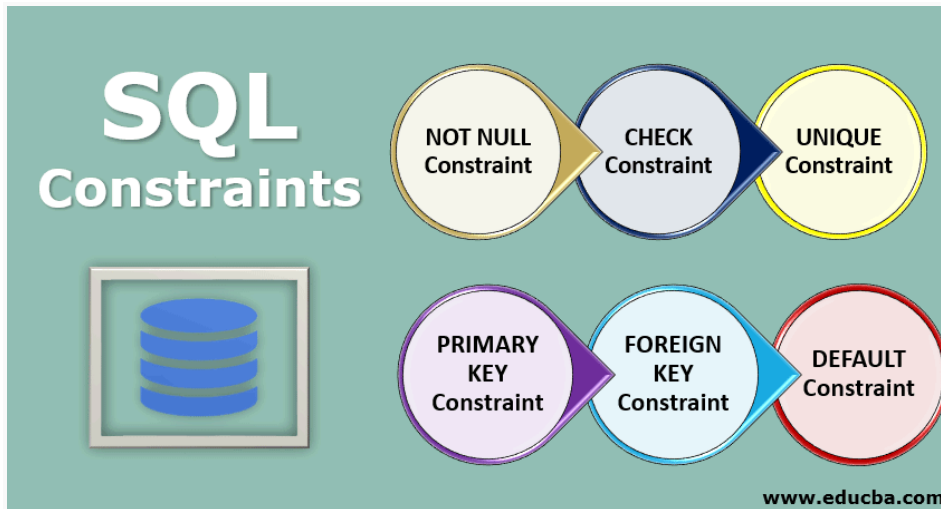 SQL
Constraints
NOT NULL
Constraint
CHECK
Constraint
UNIQUE
Constraint
PRIMARY
KEY
Constraint
FOREIGN
KEY
Constraint
DEFAULT
Constraint
www.educba.com